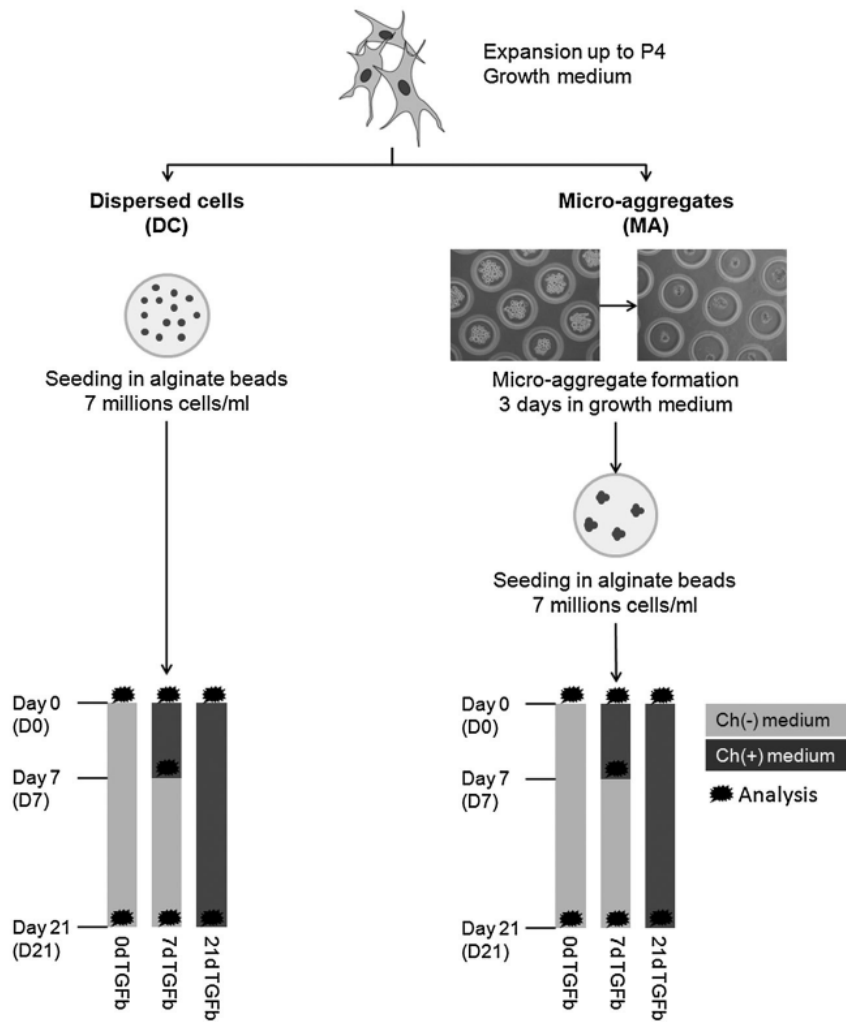 Expansion up to P4
Growth medium
Dispersed cells
(DC)
Seeding in alginate beads
7 millions cells/ml
Micro-aggregates
(MA)
Micro-aggregate formation
3 days in growth medium
Seeding in alginate beads
7 millions cells/ml
Day 0
(D0)
Day 7
(D7)
Day 21
(D21)
0d TGFb
7d TGFb
21d TGFb
Day 0
(D0)
Day 7
(D7)
Day 21
(D21)
0d TGFb
7d TGFb
21d TGFb
Ch(-) medium
Ch(+) medium
Analysis